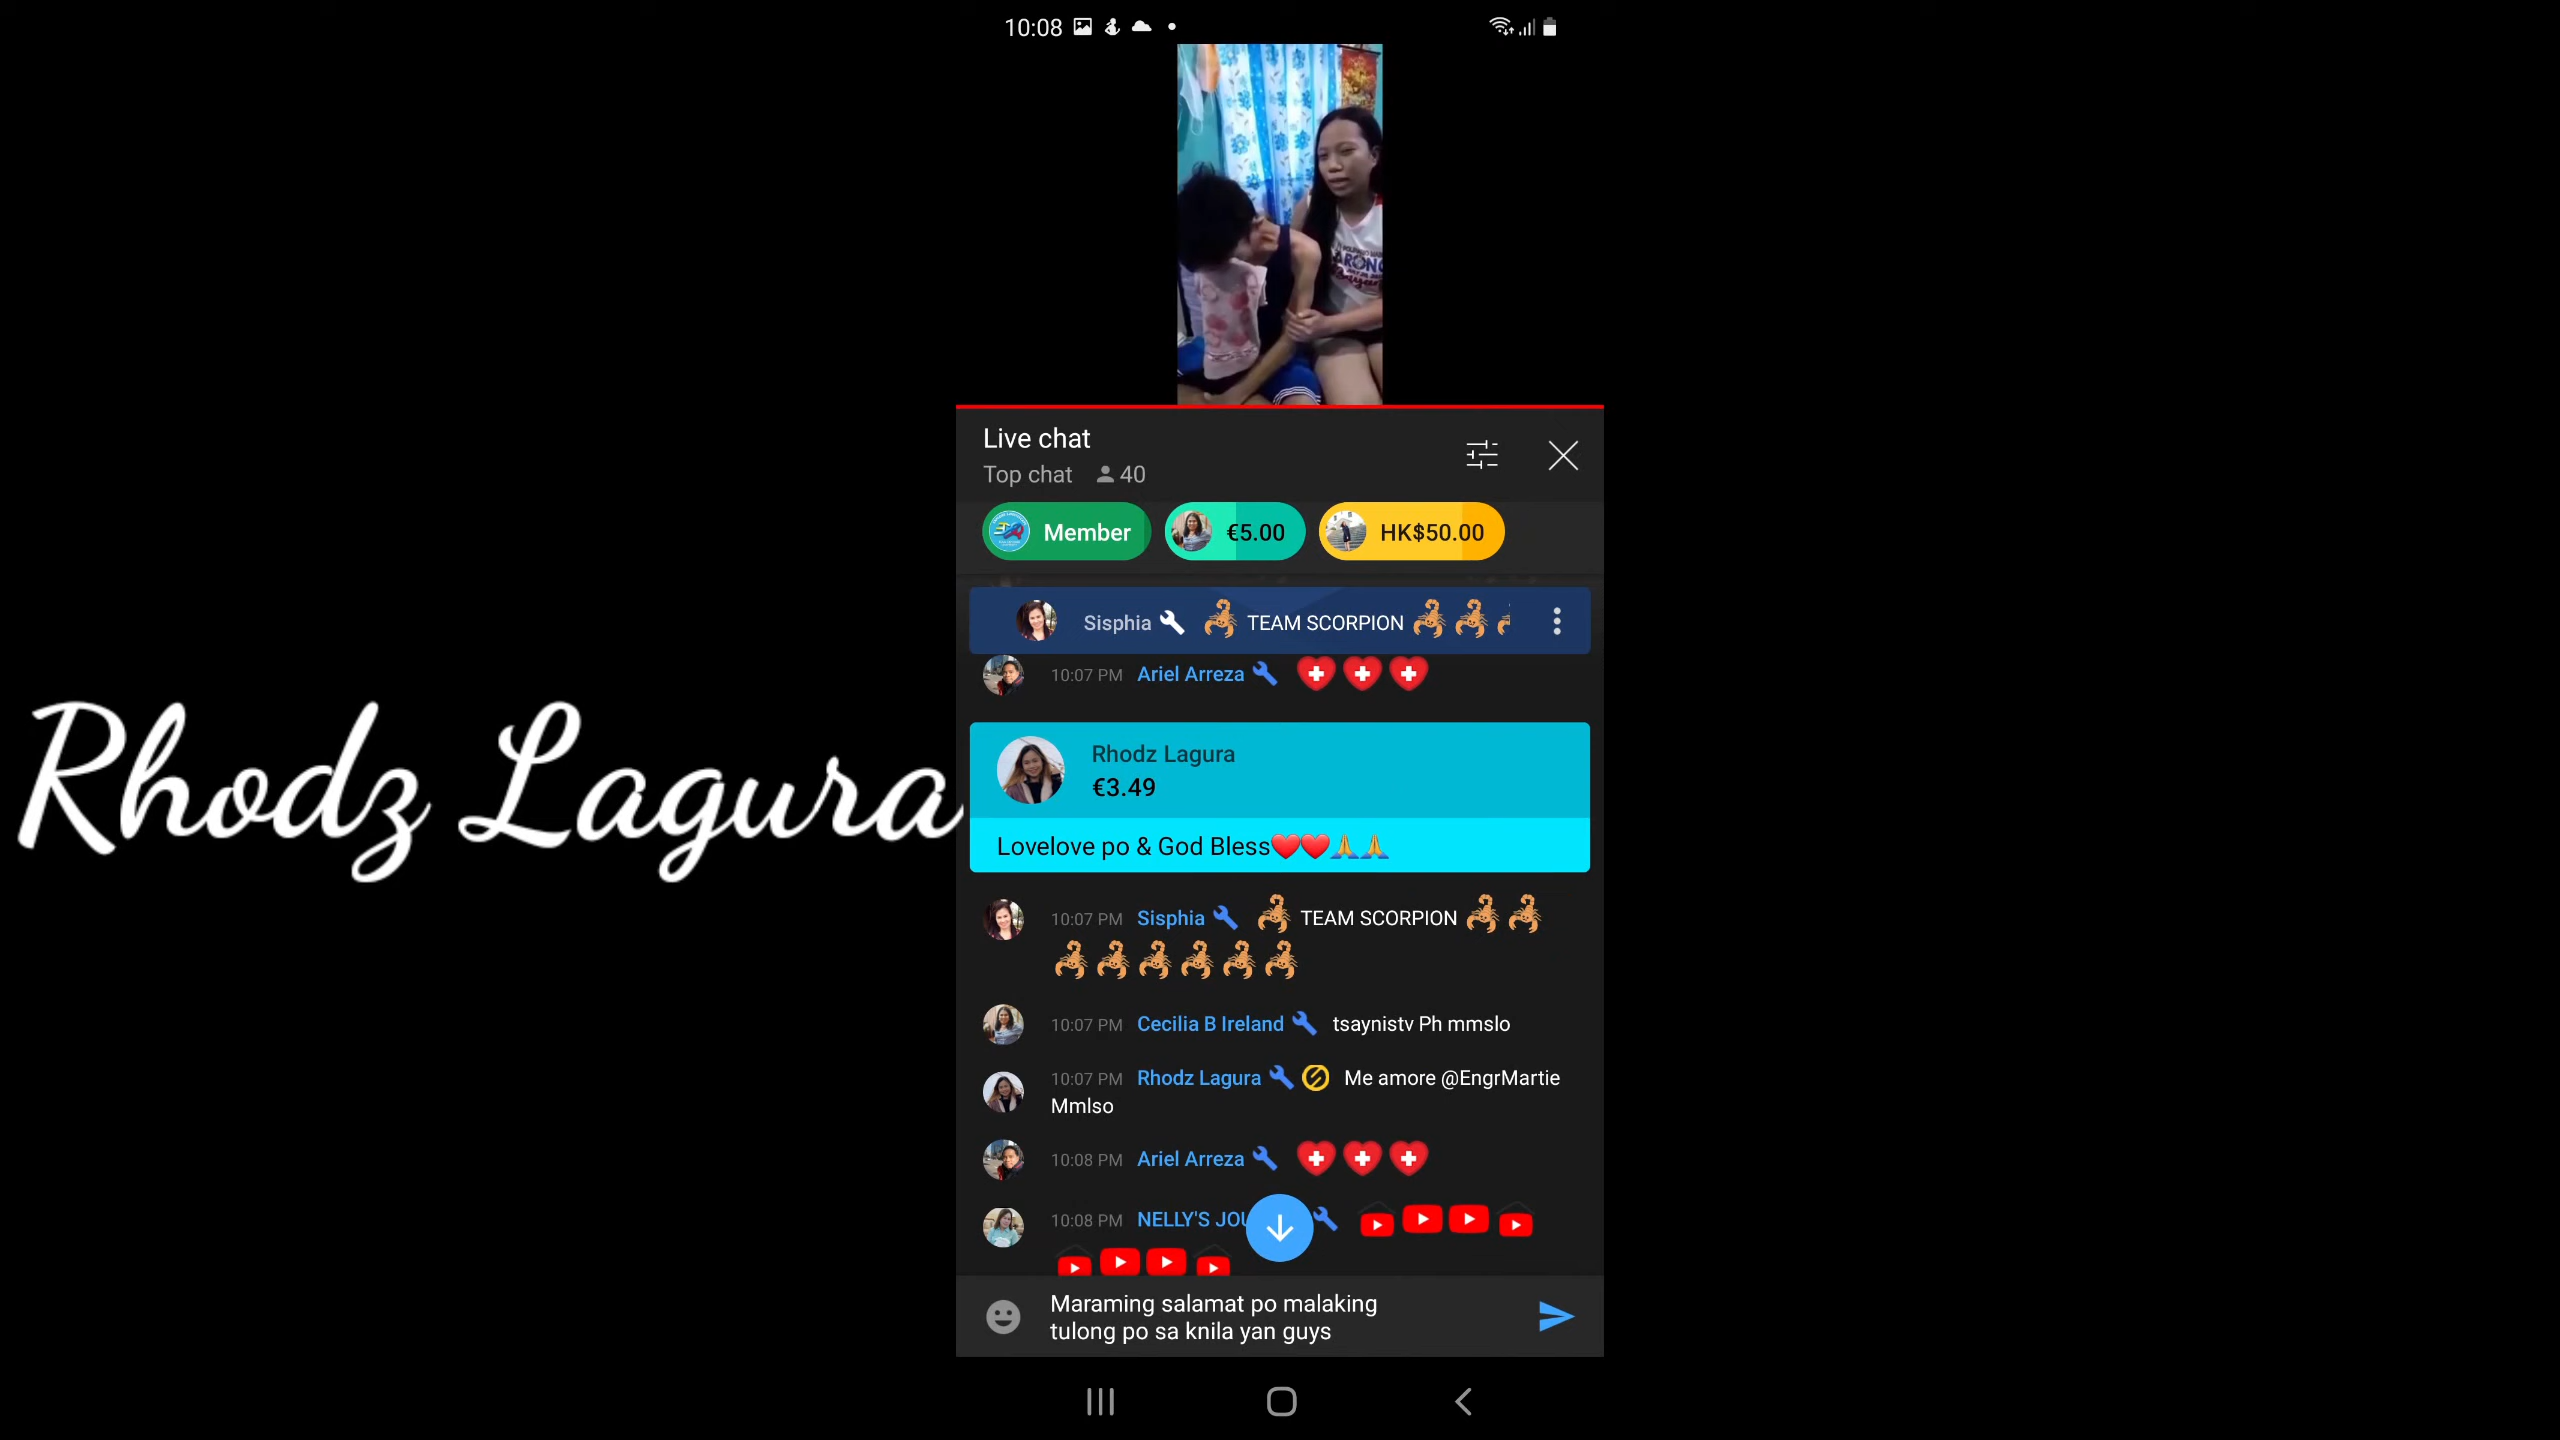 10:08
ARONG
Live chat
Top chat 40
Member €5.00 HK$50.00
Sisphia TEAM SCORPION
10:07 PM Ariel Arreza
Rhodz Lagura
Rhodz Lagura
€3.49
Lovelove po & God Bless❤️❤️🙏🙏
10:07 PM Sisphia 🦂 TEAM SCORPION 🦂🦂
🦂🦂🦂🦂🦂🦂
10:07 PM Cecilia B Ireland tsaynistv Ph mmslo
10:07 PM Rhodz Lagura Me amore @EngrMartie
Mmlso
10:08 PM Ariel Arreza
10:08 PM NELLY'S
Maraming salamat po malaking
tulong po sa knila yan guys